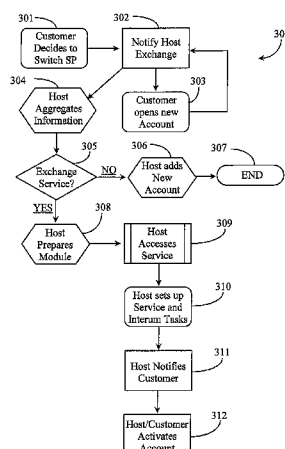 301
302
Customer
Decides to
Switch SP
Notify Host
Exchange
30
304
303
Host
Aggregates
Information
Customer
opens new
Account
305
306
307
Exchange
Service?
NO
Host adds
New
Account
END
YES
308
309
Host
Prepares
Module
Host
Accesses
Service
310
Host sets up
Service and
Interum Tasks
311
Host Notifies
Customer
312
Host/Customer
Activates
Account